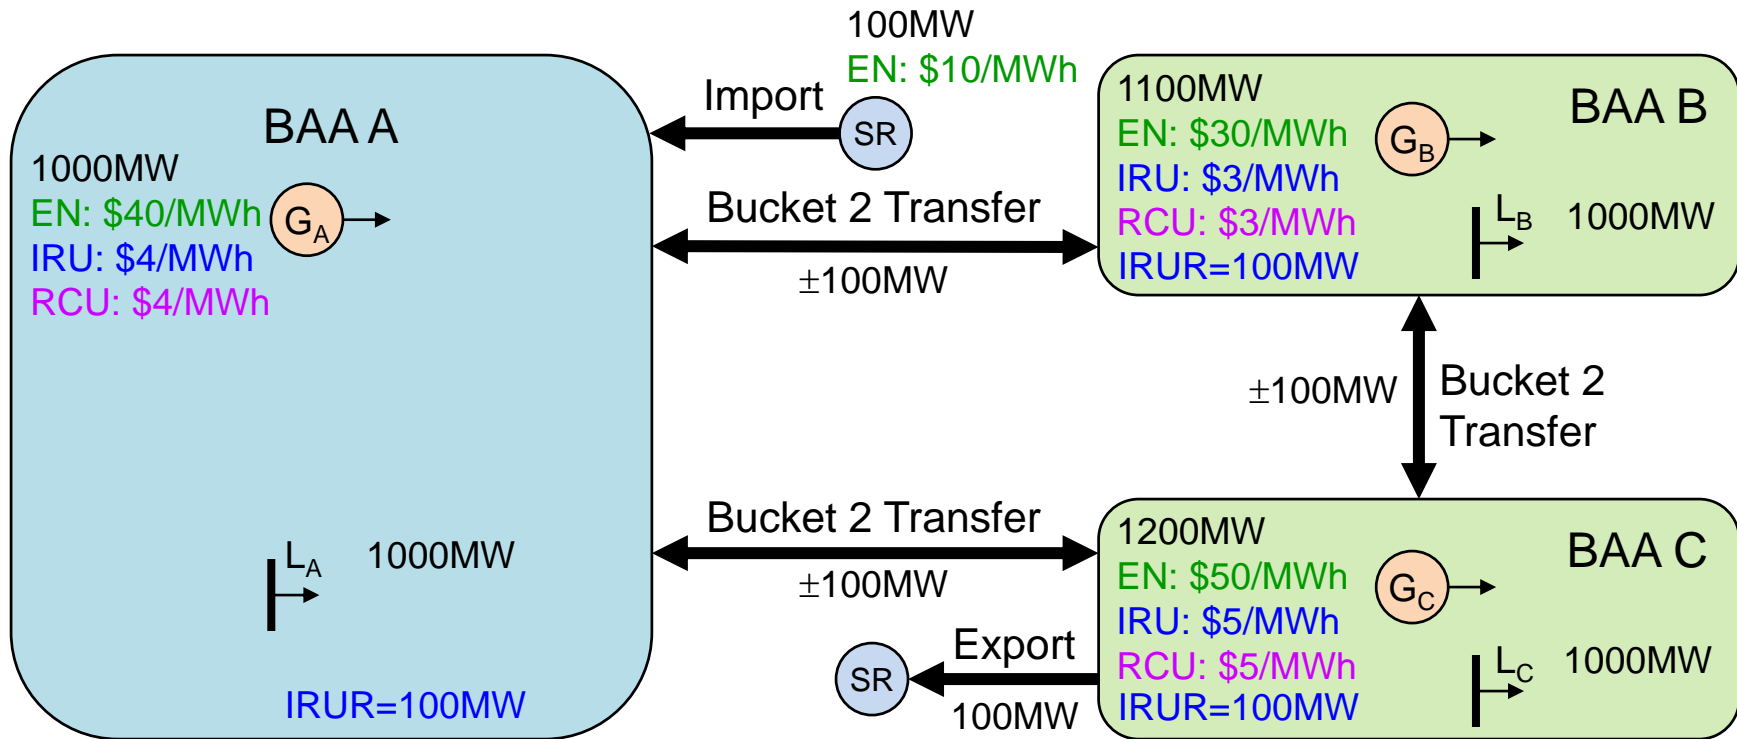 100MW
EN: $10/MWh
Import
SR
BAA A
1000MW
EN: $40/MWh
IRU: $4/MWh
RCU: $4/MWh
GA
LA
1000MW
IRUR=100MW
Bucket 2 Transfer
±100MW
1100MW
EN: $30/MWh
IRU: $3/MWh
RCU: $3/MWh
IRUR=100MW
GB
BAA B
LB
1000MW
±100MW
Bucket 2
Transfer
Bucket 2 Transfer
±100MW
SR
Export
100MW
1200MW
EN: $50/MWh
IRU: $5/MWh
RCU: $5/MWh
IRUR=100MW
GC
BAA C
LC
1000MW